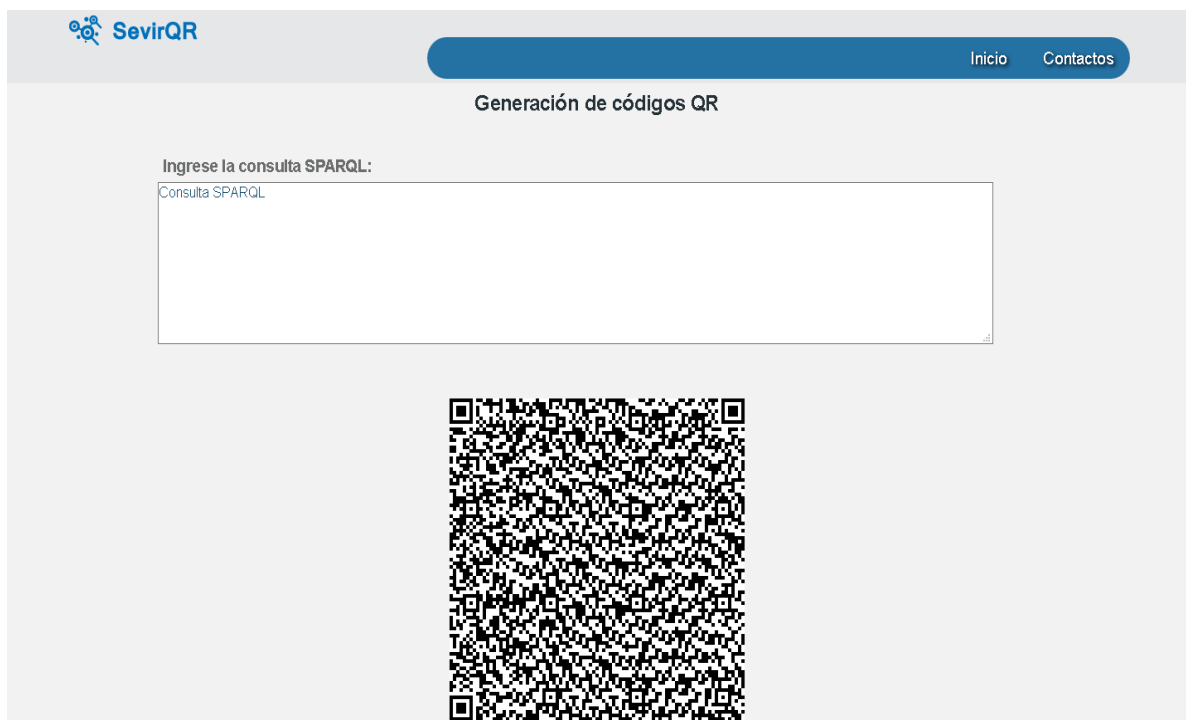 SevirQR
Inicio Contactos
Generación de códigos QR
Ingrese la consulta SPARQL:
Consulta SPARQL